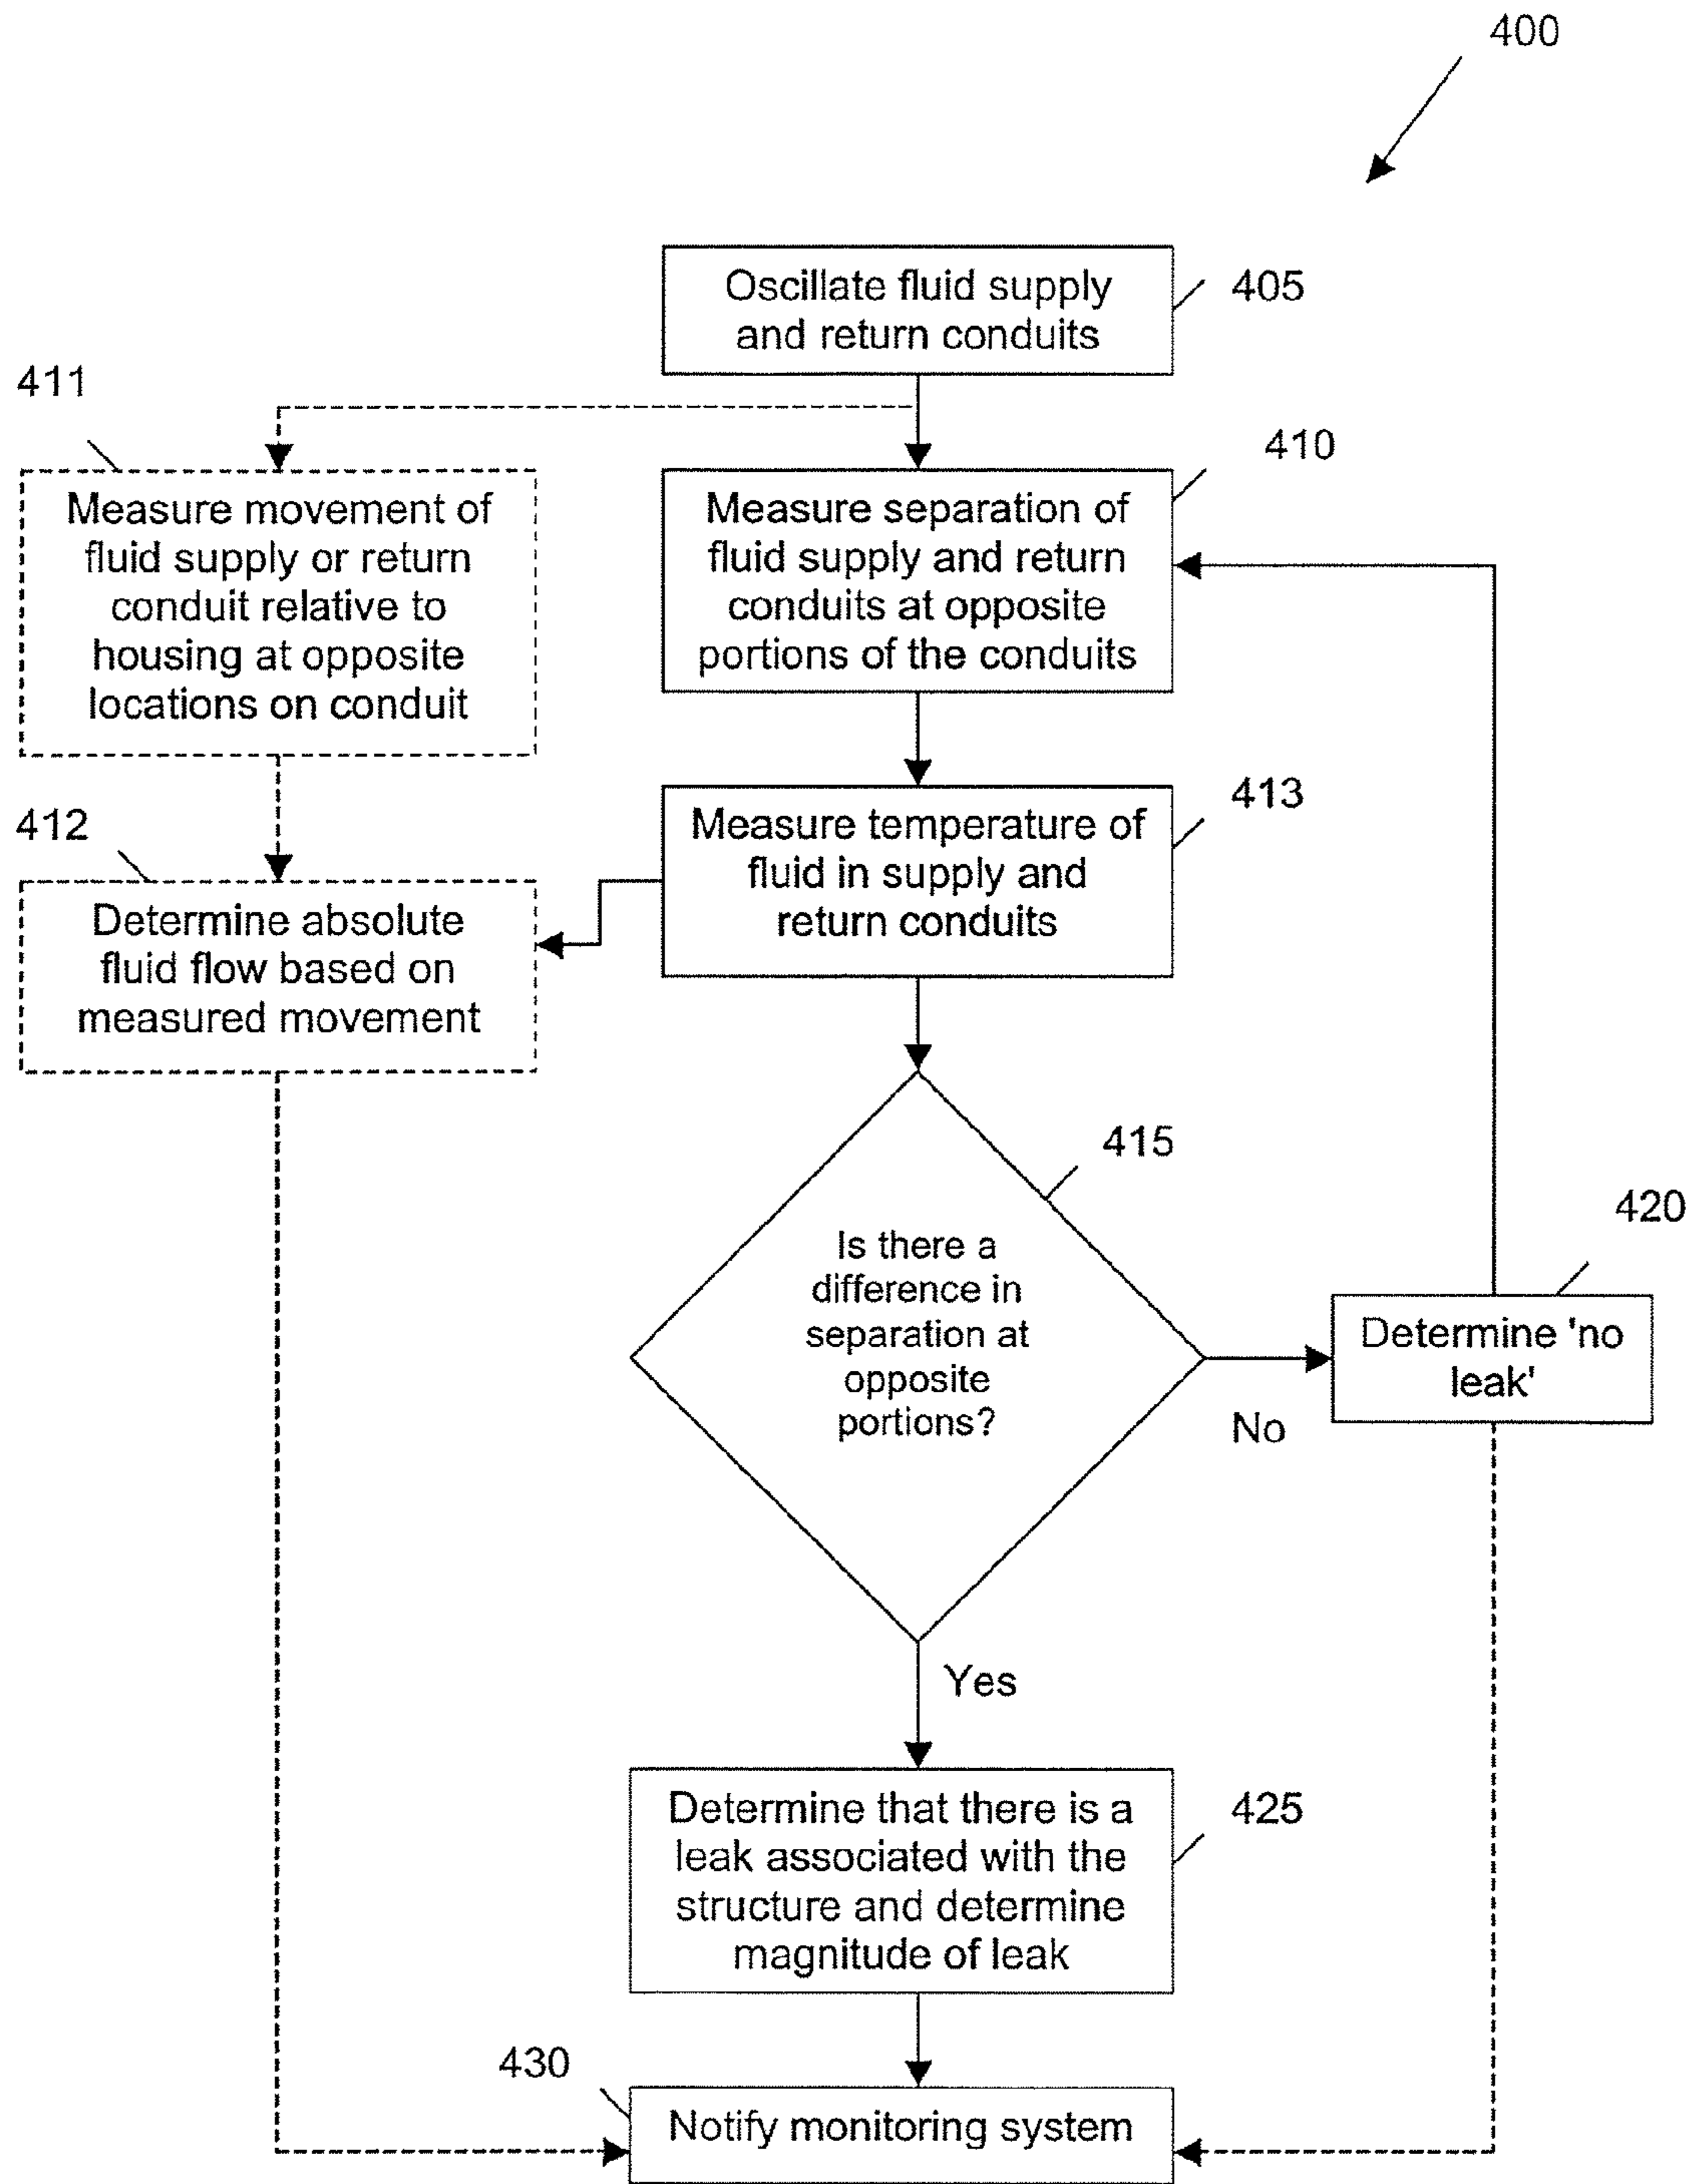 400
Oscillate fluid supply
and return conduits
405
411
410
Measure movement of
fluid supply or return
conduit relative to
housing at opposite
locations on conduit
Measure separation of
fluid supply and return
conduits at opposite
portions of the conduits
413
412
Measure temperature of
fluid in supply and
return conduits
Determine absolute
fluid flow based on
measured movement
415
Is there a
difference in
separation at
opposite
portions?
420
Determine 'no
leak'
No
Yes
Determine that there is a
leak associated with the
structure and determine
magnitude of leak
425
430
Notify monitoring system